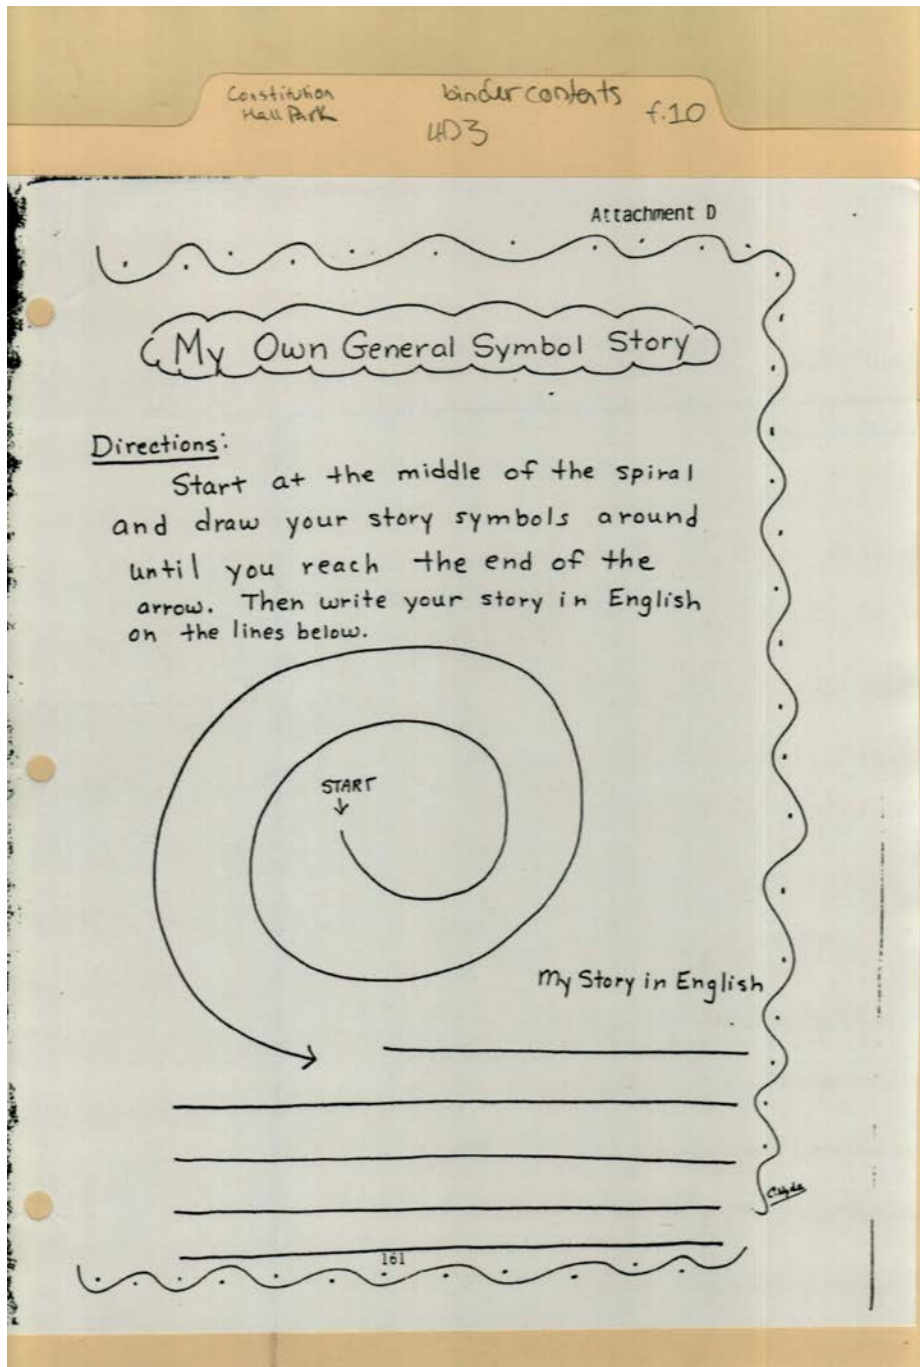 Constitution
Hall Park
binder contents
4D3
f.10
Attachment D
My Own General Symbol Story
Directions:
Start at the middle of the spiral
and draw your story symbols around
until you reach the end of the
arrow. Then write your story in English
on the lines below.
START
My Story in English
161